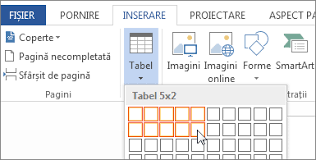 FIȘIER PORNIRE INSERARE PROIECTARE ASPECT PA
Coperte
Pagină necompletată
Sfârșit de pagină
Pagini
Tabel
Imagini
Imagini online
Forme
SmartArt
Ilustrații
Tabel 5x2